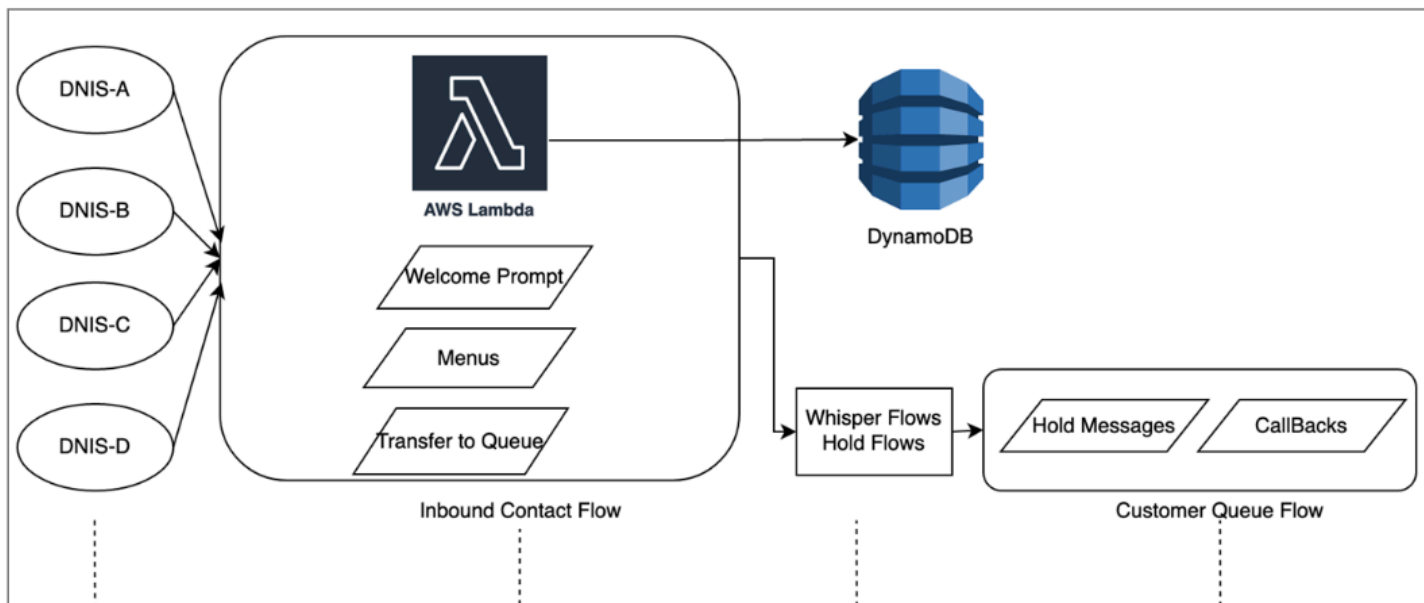 DNIS-A
DNIS-B
DNIS-C
DNIS-D
AWS Lambda
Welcome Prompt
Menus
Transfer to Queue
Inbound Contact Flow
DynamoDB
Whisper Flows
Hold Flows
Hold Messages
CallBacks
Customer Queue Flow